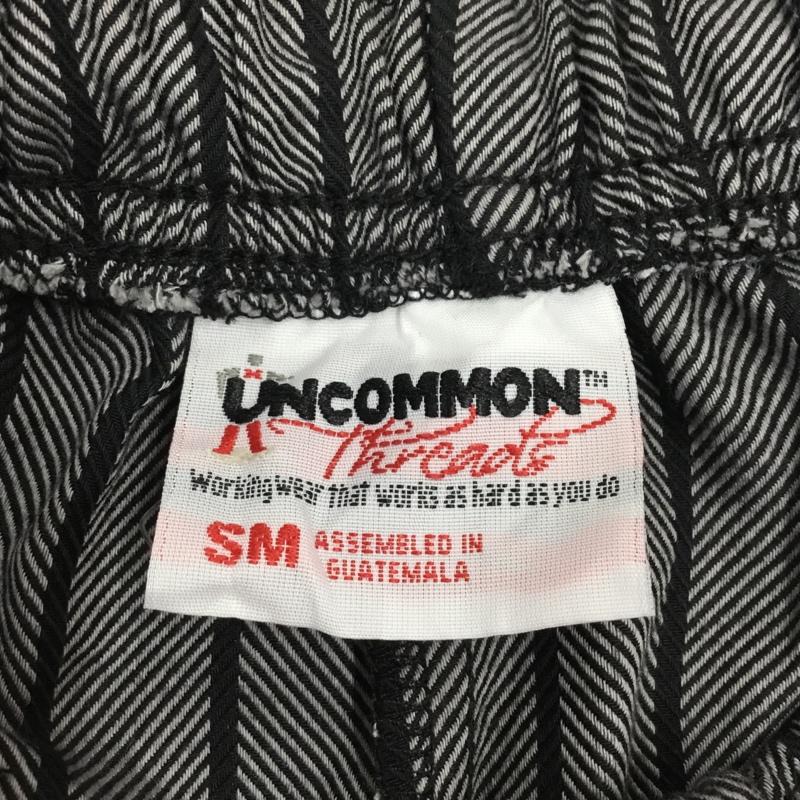 UNCOMMON™
Threads
Working wear that works as hard as you do
SM ASSEMBLED IN
GUATEMALA